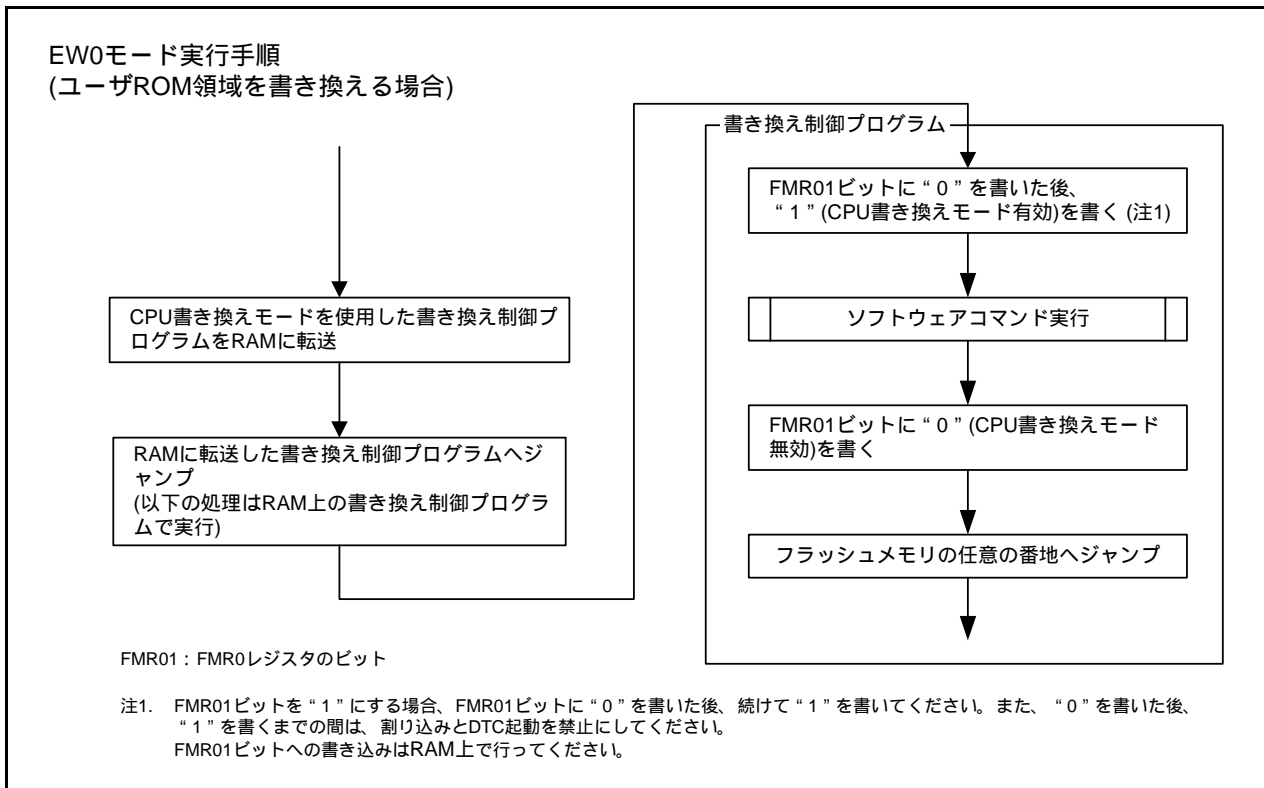 EW0モード実行手順
(ユーザROM領域を書き換える場合)
CPU書き換えモードを使用した書き換え制御プ
ログラムをRAMに転送
RAMに転送した書き換え制御プログラムへジ
ャンプ
(以下の処理はRAM上の書き換え制御プログラ
ムで実行)
書き換え制御プログラム
FMR01ビットに“0”を書いた後、
“1”(CPU書き換えモード有効)を書く (注1)
ソフトウェアコマンド実行
FMR01ビットに“0”(CPU書き換えモード
無効)を書く
フラッシュメモリの任意の番地へジャンプ
FMR01:FMR0レジスタのビット
注1. FMR01ビットを“1”にする場合、FMR01ビットに“0”を書いた後、続けて“1”を書いてください。また、“0”を書いた後、
“1”を書くまでの間は、割り込みとDTC起動を禁止にしてください。
FMR01ビットへの書き込みはRAM上で行ってください。